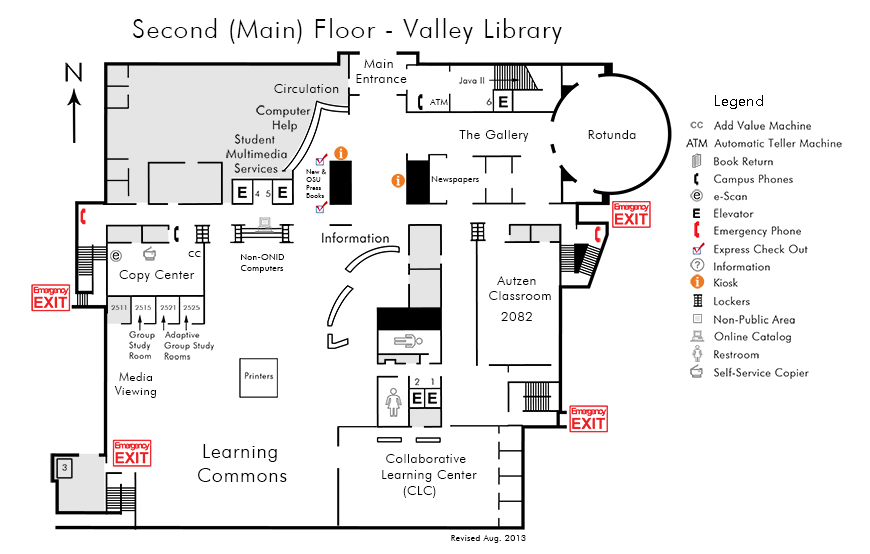 Second (Main) Floor - Valley Library
N
Main
Entrance
Circulation
Java II
ATM
6
E
Computer
Help
The Gallery
Rotunda
Student
Multimedia
Services
New &
OSU
Press
Books
Newspapers
E
4
5
E
Emergency
EXIT
Information
CC
Non-ONID
Computers
e
Copy Center
Autzen
Classroom
2082
Emergency
EXIT
2511
2515
2521
2525
Group
Study
Room
Adaptive
Group Study
Rooms
Media
Viewing
Printers
2
1
E
E
Emergency
EXIT
Emergency
EXIT
3
Learning
Commons
Collaborative
Learning Center
(CLC)
Revised Aug. 2013
Legend
CC Add Value Machine
ATM Automatic Teller Machine
Book Return
Campus Phones
e e-Scan
E Elevator
Emergency Phone
Express Check Out
? Information
i Kiosk
Lockers
Non-Public Area
Online Catalog
Restroom
Self-Service Copier